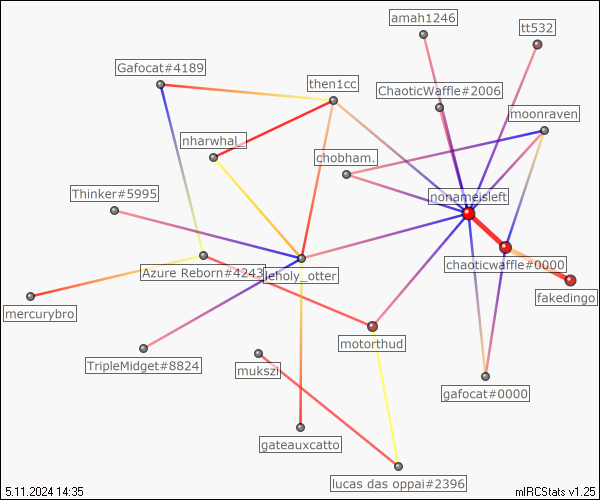 amah1246
tt532
Gafocat#4189
then1cc
ChaoticWaffle#2006
moonraven
nharwhal_
chobham.
Thinker#5995
nonameisleft
Azure Reborn#4243
lehoy_otter
chaoticwaffle#0000
fakedingo
mercurybro
motorthud
TripleMidget#8824
mukszi
gafocat#0000
gateauxcatto
lucas das oppai#2396
5.11.2024 14:35
mIRCStats v1.25